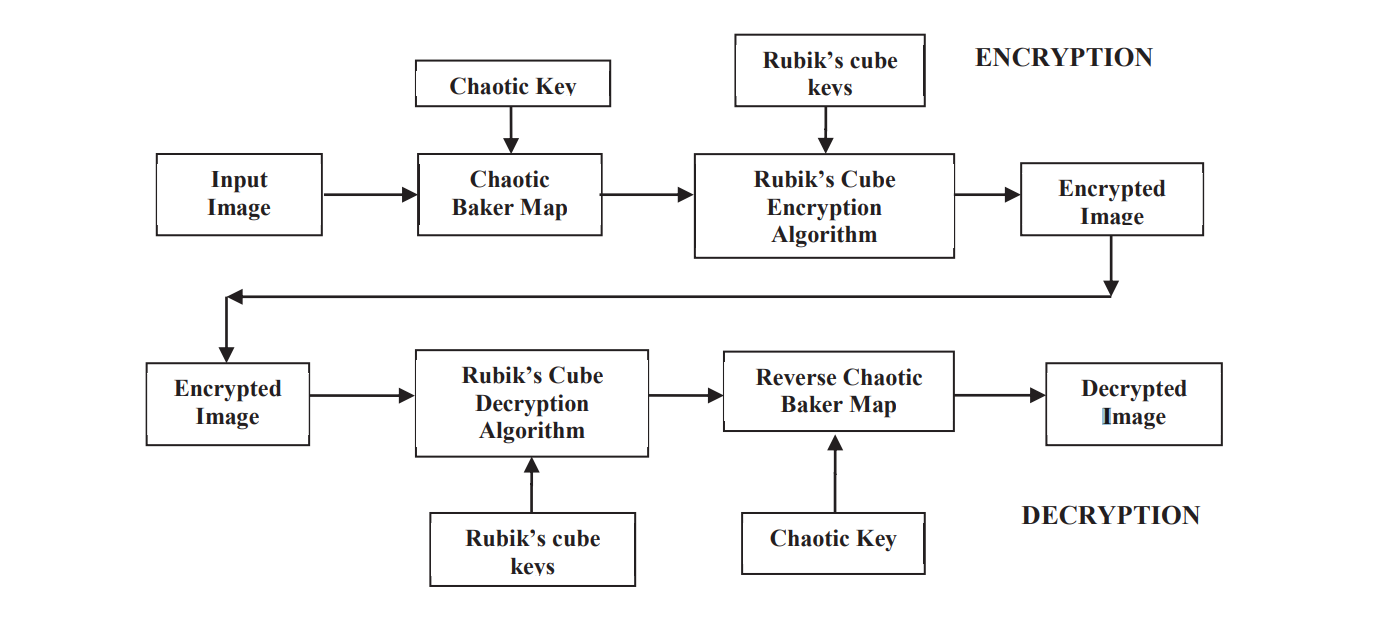 Rubik's cube
keys
ENCRYPTION
Chaotic Key
Input
Image
Chaotic
Baker Map
Rubik's Cube
Encryption
Algorithm
Encrypted
Image
Encrypted
Image
Rubik's Cube
Decryption
Algorithm
Reverse Chaotic
Baker Map
Decrypted
Image
Rubik's cube
keys
Chaotic Key
DECRYPTION